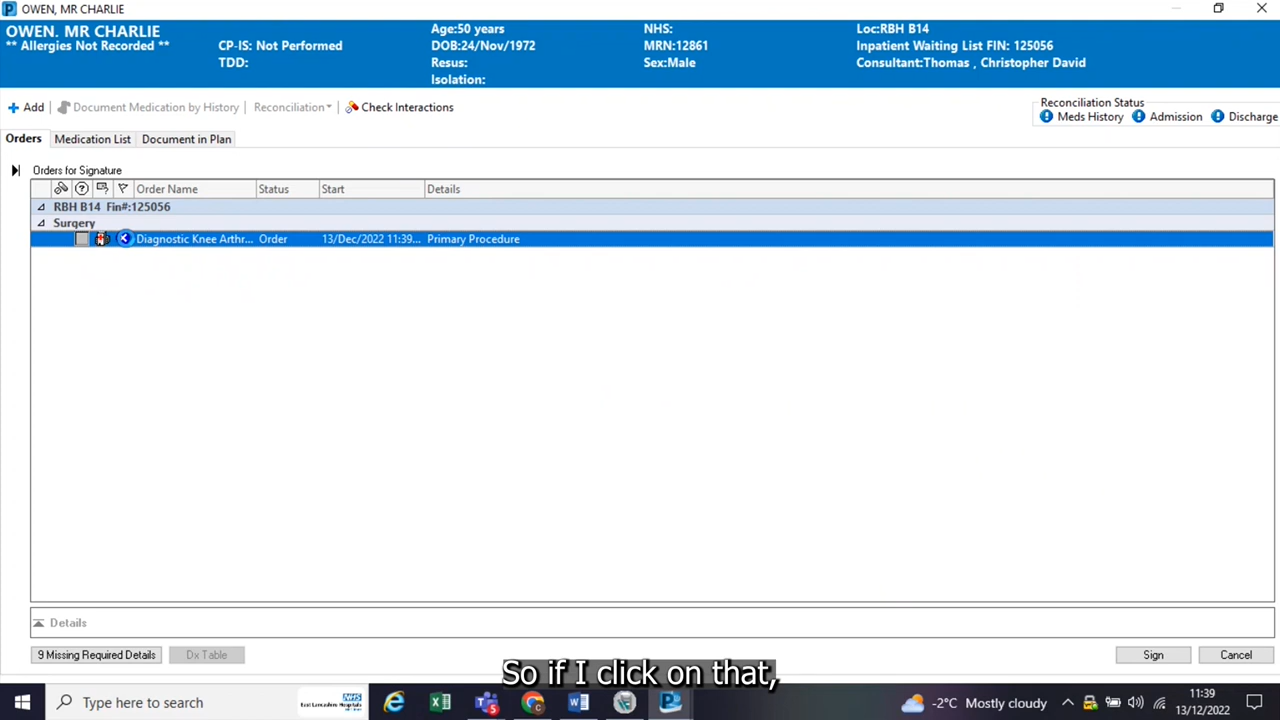 OWEN, MR CHARLIE
OWEN, MR CHARLIE
** Allergies Not Recorded **
CP-IS: Not Performed
TDD:
Age:50 years
DOB:24/Nov/1972
Resus:
Isolation:
NHS:
MRN:12861
Sex:Male
Loc:RBH B14
Inpatient Waiting List FIN: 125056
Consultant:Thomas , Christopher David
Add
Document Medication by History
Reconciliation
Check Interactions
Reconciliation Status
Meds History
Admission
Discharge
Orders
Medication List
Document in Plan
Orders for Signature
Order Name
Status
Start
Details
RBH B14 Fin#:125056
Surgery
Diagnostic Knee Arthr...
Order
13/Dec/2022 11:39...
Primary Procedure
Details
9 Missing Required Details
Dx Table
Sign
Cancel
So if I click on that,
Type here to search
NHS
East Lancashire Hospitals
-2°C Mostly cloudy
11:39
13/12/2022